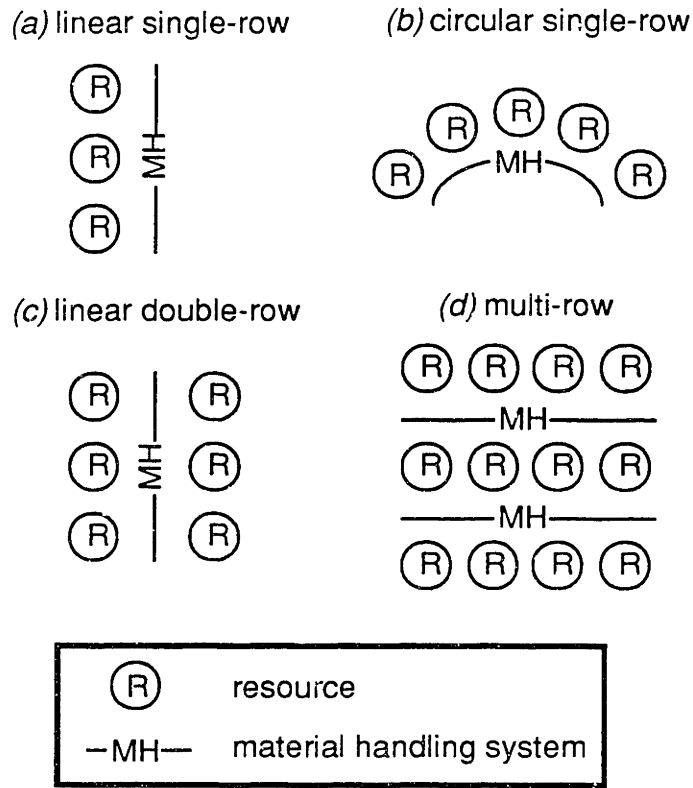 (a) linear single-row
R
R
MH
R
(b) circular single-row
R
R R
MH
R R
(c) linear double-row
R R
R MH R
R R
(d) multi-row
R R R R
MH
R R R R
MH
R R R R
R resource
MH material handling system